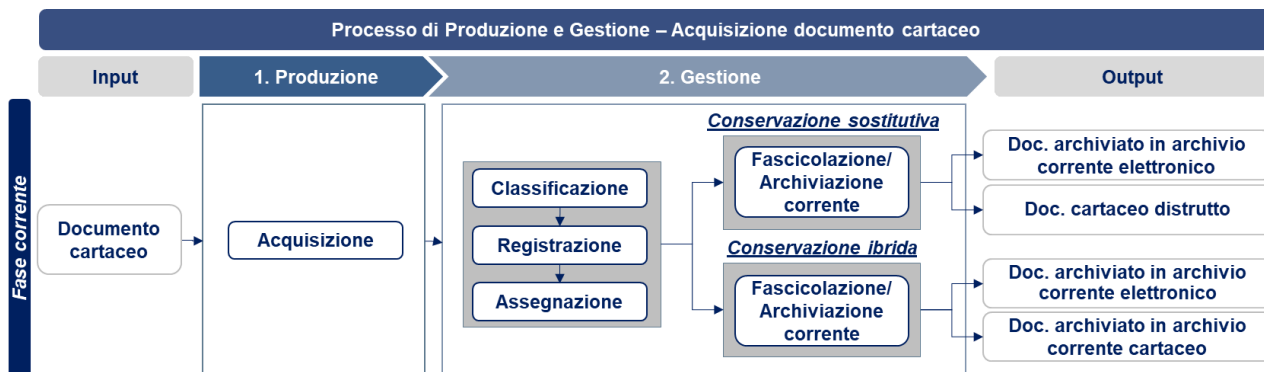 Processo di Produzione e Gestione – Acquisizione documento cartaceo
Input
1. Produzione
2. Gestione
Output
Fase corrente
Documento
cartaceo
Acquisizione
Classificazione
Registrazione
Assegnazione
Conservazione sostitutiva
Fascicolazione/
Archiviazione
corrente
Conservazione ibrida
Fascicolazione/
Archiviazione
corrente
Doc. archiviato in archivio
corrente elettronico
Doc. cartaceo distrutto
Doc. archiviato in archivio
corrente elettronico
Doc. archiviato in archivio
corrente cartaceo